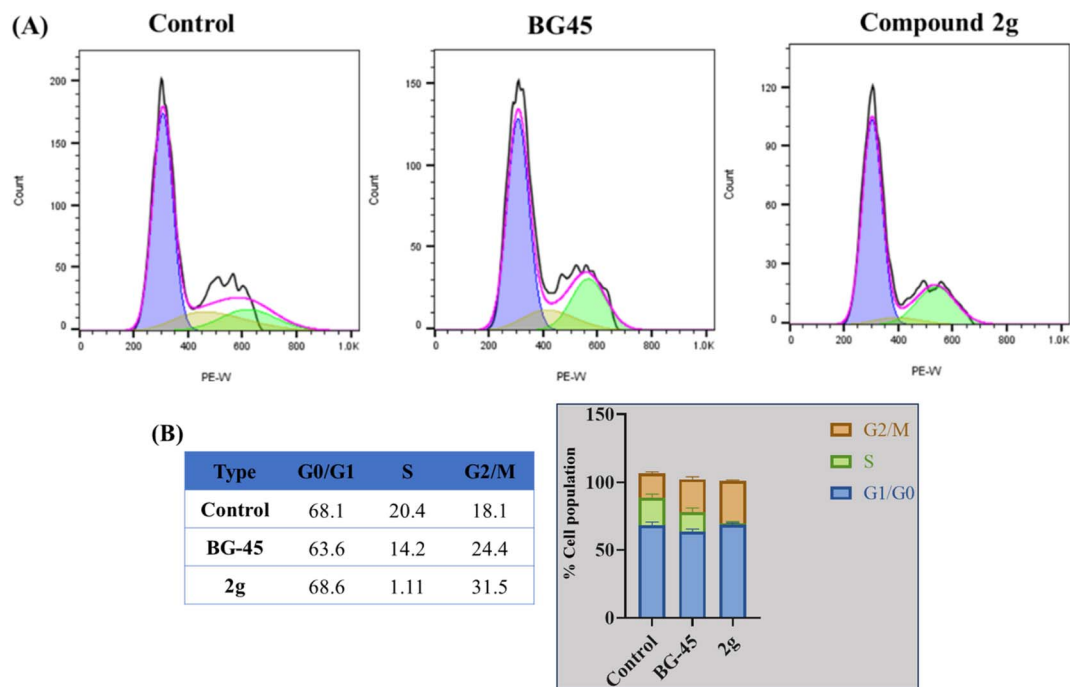 (A)
Control
BG45
Compound 2g
200
150
100
50
0
Count
0 200 400 600 800 1.0K
PE-W
150
100
50
0
Count
0 200 400 600 800 1.0K
PE-W
120
90
60
30
0
Count
0 200 400 600 800 1.0K
PE-W
(B)
Type G0/G1 S G2/M
Control 68.1 20.4 18.1
BG-45 63.6 14.2 24.4
2g 68.6 1.11 31.5
150
100
50
0
% Cell population
Control BG-45 2g
G2/M
S
G1/G0